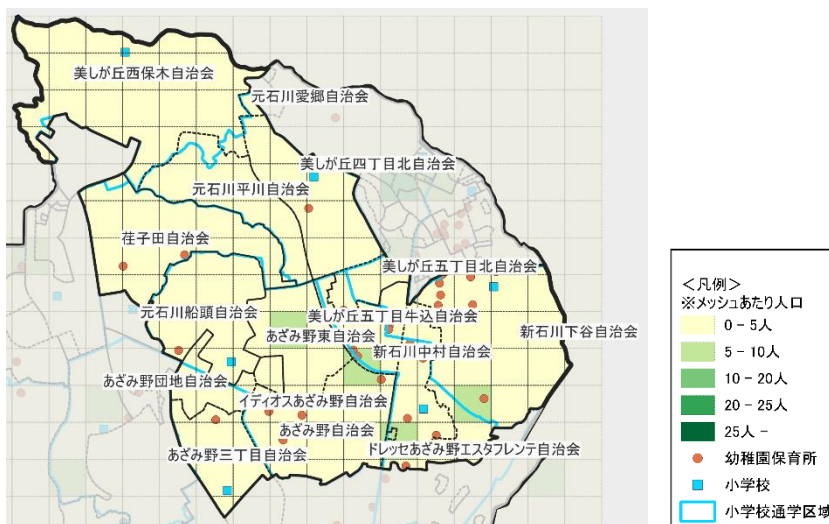 美しが丘西保木自治会
元石川愛郷自治会
美しが丘四丁目北自治会
元石川平川自治会
荏子田自治会
美しが丘五丁目北自治会
元石川船頭自治会
美しが丘五丁目牛込自治会
新石川下谷自治会
あざみ野東自治会
新石川中村自治会
あざみ野団地自治会
イディオスあざみ野自治会
あざみ野自治会
ドレッセあざみ野エスタフレンテ自治会
あざみ野三丁目自治会
<凡例>
※メッシュあたり人口
0 - 5人
5 - 10人
10 - 20人
20 - 25人
25人 -
幼稚園保育所
小学校
小学校通学区域